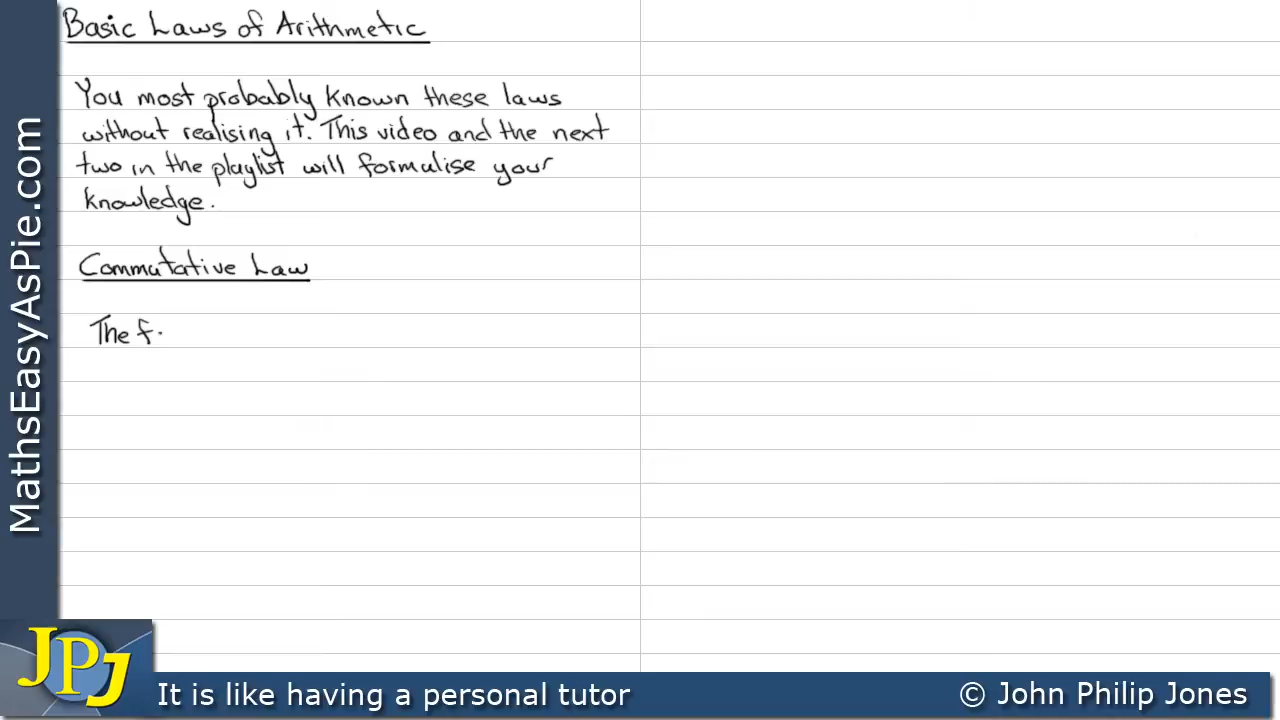 Basic Laws of Arithmetic
You most probably known these laws
without realising it. This video and the next
two in the playlist will formulise your
knowledge.
Commutative Law
The f.
MathsEasyAsPie.com
JPJ
It is like having a personal tutor
© John Philip Jones